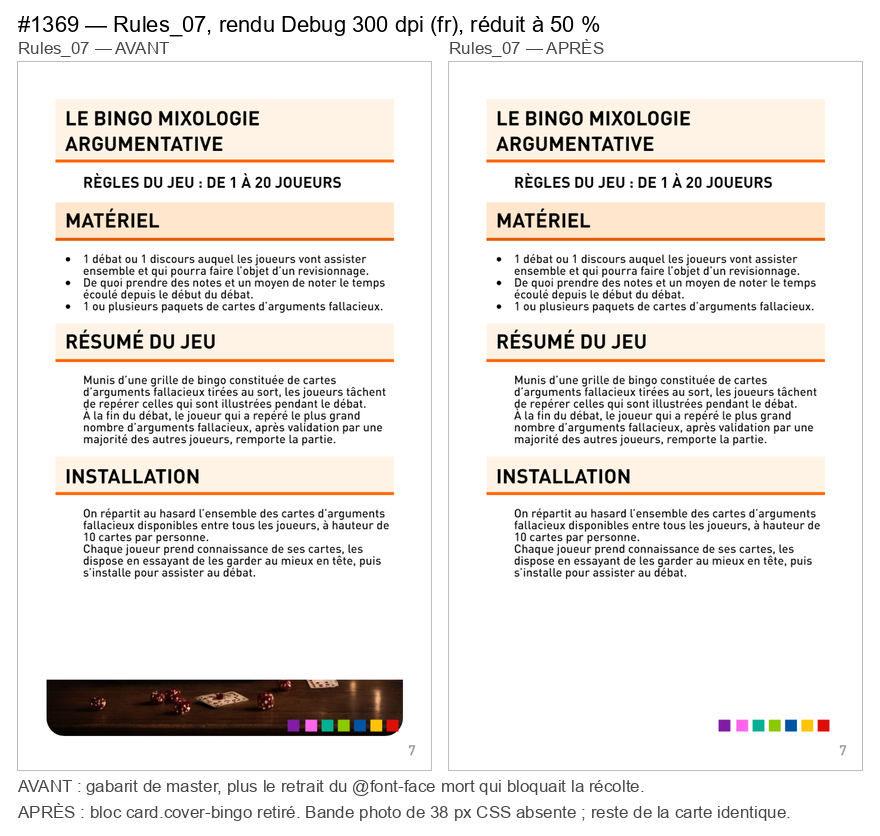 #1369 — Rules_07, rendu Debug 300 dpi (fr), réduit à 50 %
Rules_07 — AVANT
LE BINGO MIXOLOGIE
ARGUMENTATIVE
RÈGLES DU JEU : DE 1 À 20 JOUEURS
MATÉRIEL
• 1 débat ou 1 discours auquel les joueurs vont assister
ensemble et qui pourra faire l'objet d'un revisionnage.
• De quoi prendre des notes et un moyen de noter le temps
écoulé depuis le début du débat.
• 1 ou plusieurs paquets de cartes d'arguments fallacieux.
RÉSUMÉ DU JEU
Munis d'une grille de bingo constituée de cartes
d'arguments fallacieux tirées au sort, les joueurs tâchent
de repérer celles qui sont illustrées pendant le débat.
À la fin du débat, le joueur qui a repéré le plus grand
nombre d'arguments fallacieux, après validation par une
majorité des autres joueurs, remporte la partie.
INSTALLATION
On répartit au hasard l'ensemble des cartes d'arguments
fallacieux disponibles entre tous les joueurs, à hauteur de
10 cartes par personne.
Chaque joueur prend connaissance de ses cartes, les
dispose en essayant de les garder au mieux en tête, puis
s'installe pour assister au débat.
7
Rules_07 — APRÈS
LE BINGO MIXOLOGIE
ARGUMENTATIVE
RÈGLES DU JEU : DE 1 À 20 JOUEURS
MATÉRIEL
• 1 débat ou 1 discours auquel les joueurs vont assister
ensemble et qui pourra faire l'objet d'un revisionnage.
• De quoi prendre des notes et un moyen de noter le temps
écoulé depuis le début du débat.
• 1 ou plusieurs paquets de cartes d'arguments fallacieux.
RÉSUMÉ DU JEU
Munis d'une grille de bingo constituée de cartes
d'arguments fallacieux tirées au sort, les joueurs tâchent
de repérer celles qui sont illustrées pendant le débat.
À la fin du débat, le joueur qui a repéré le plus grand
nombre d'arguments fallacieux, après validation par une
majorité des autres joueurs, remporte la partie.
INSTALLATION
On répartit au hasard l'ensemble des cartes d'arguments
fallacieux disponibles entre tous les joueurs, à hauteur de
10 cartes par personne.
Chaque joueur prend connaissance de ses cartes, les
dispose en essayant de les garder au mieux en tête, puis
s'installe pour assister au débat.
7
AVANT : gabarit de master, plus le retrait du @font-face mort qui bloquait la récolte.
APRÈS : bloc card.cover-bingo retiré. Bande photo de 38 px CSS absente ; reste de la carte identique.